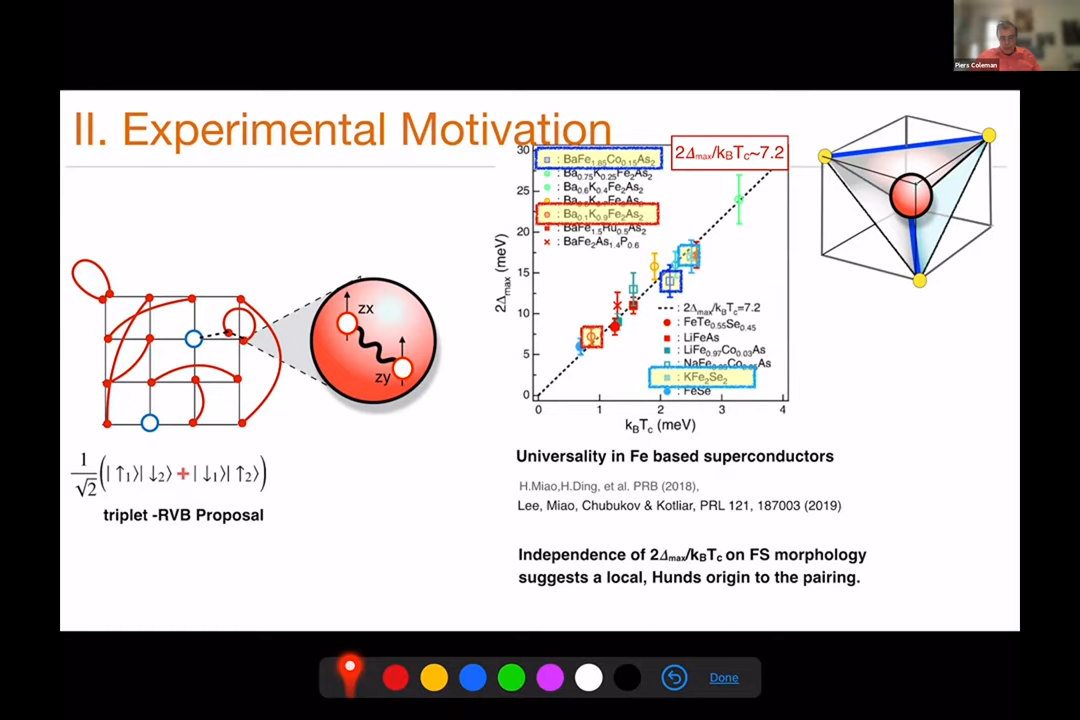 Piers Coleman
II. Experimental Motivation
2Δmax/kBTc~7.2
30
25
20
15
10
5
0
2Δmax (meV)
: BaFe1.85Co0.15As2
: Ba0.75K0.25Fe2As2
: Ba0.6K0.4Fe2As2
: Ba0.1K0.9Fe2As2
: BaFe1.5Ru0.5As2
: BaFe2As1.4P0.6
: 2Δmax/kBTc=7.2
: FeTe0.55Se0.45
: LiFeAs
: LiFe0.97Co0.03As
: KFe2Se2
: FeSe
0 1 2 3 4
kBTc (meV)
zx
zy
1/√2(|↑1⟩|↓2⟩+|↓1⟩|↑2⟩)
triplet -RVB Proposal
Universality in Fe based superconductors
H.Miao,H.Ding, et al. PRB (2018),
Lee, Miao, Chubukov & Kotliar, PRL 121, 187003 (2019)
Independence of 2Δmax/kBTc on FS morphology
suggests a local, Hunds origin to the pairing.
Done